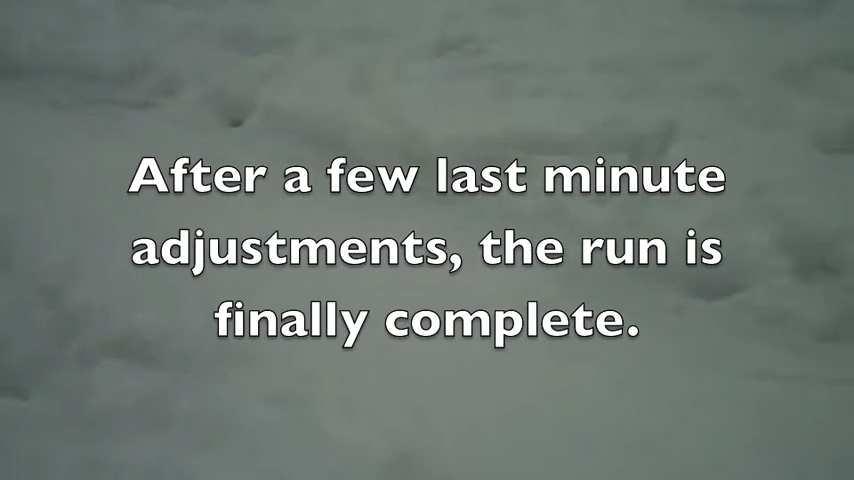 After a few last minute
adjustments, the run is
finally complete.